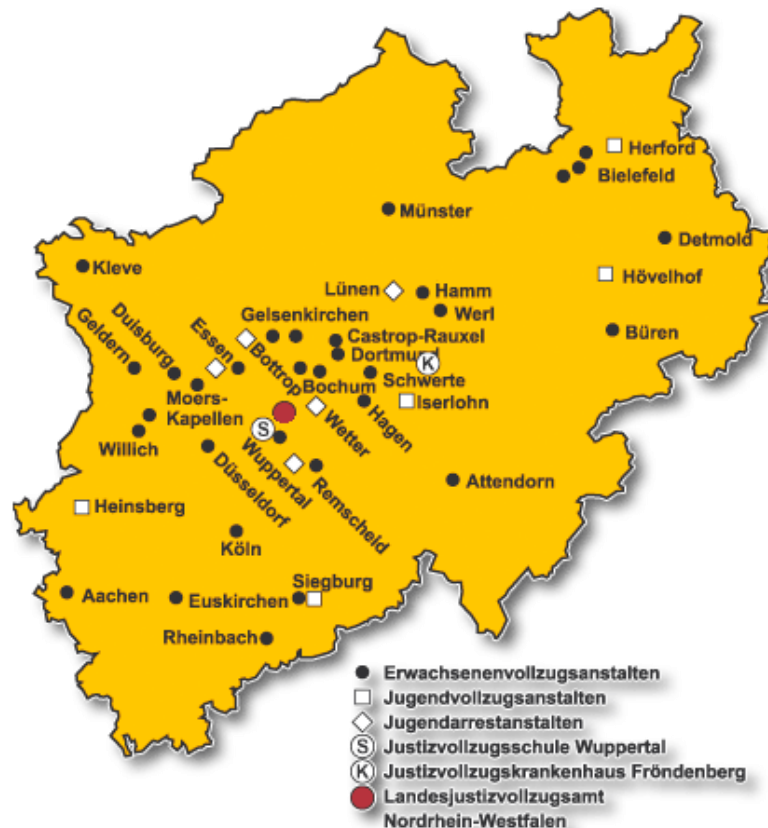 Herford
Bielefeld
Münster
Detmold
Kleve
Hövelhof
Lünen
Hamm
Werl
Gelsenkirchen
Büren
Castrop-Rauxel
Dortmund
Geldern
Duisburg
Essen
Bottrop
K
Bochum
Schwerte
Moers-
Kapellen
Iserlohn
Hagen
Wetter
S
Willich
Wuppertal
Düsseldorf
Remscheid
Attendorn
Heinsberg
Köln
Siegburg
Aachen
Euskirchen
Rheinbach
Erwachsenenvollzugsanstalten
Jugendvollzugsanstalten
Jugendarrestanstalten
S Justizvollzugsschule Wuppertal
K Justizvollzugskrankenhaus Fröndenberg
Landesjustizvollzugsamt
Nordrhein-Westfalen